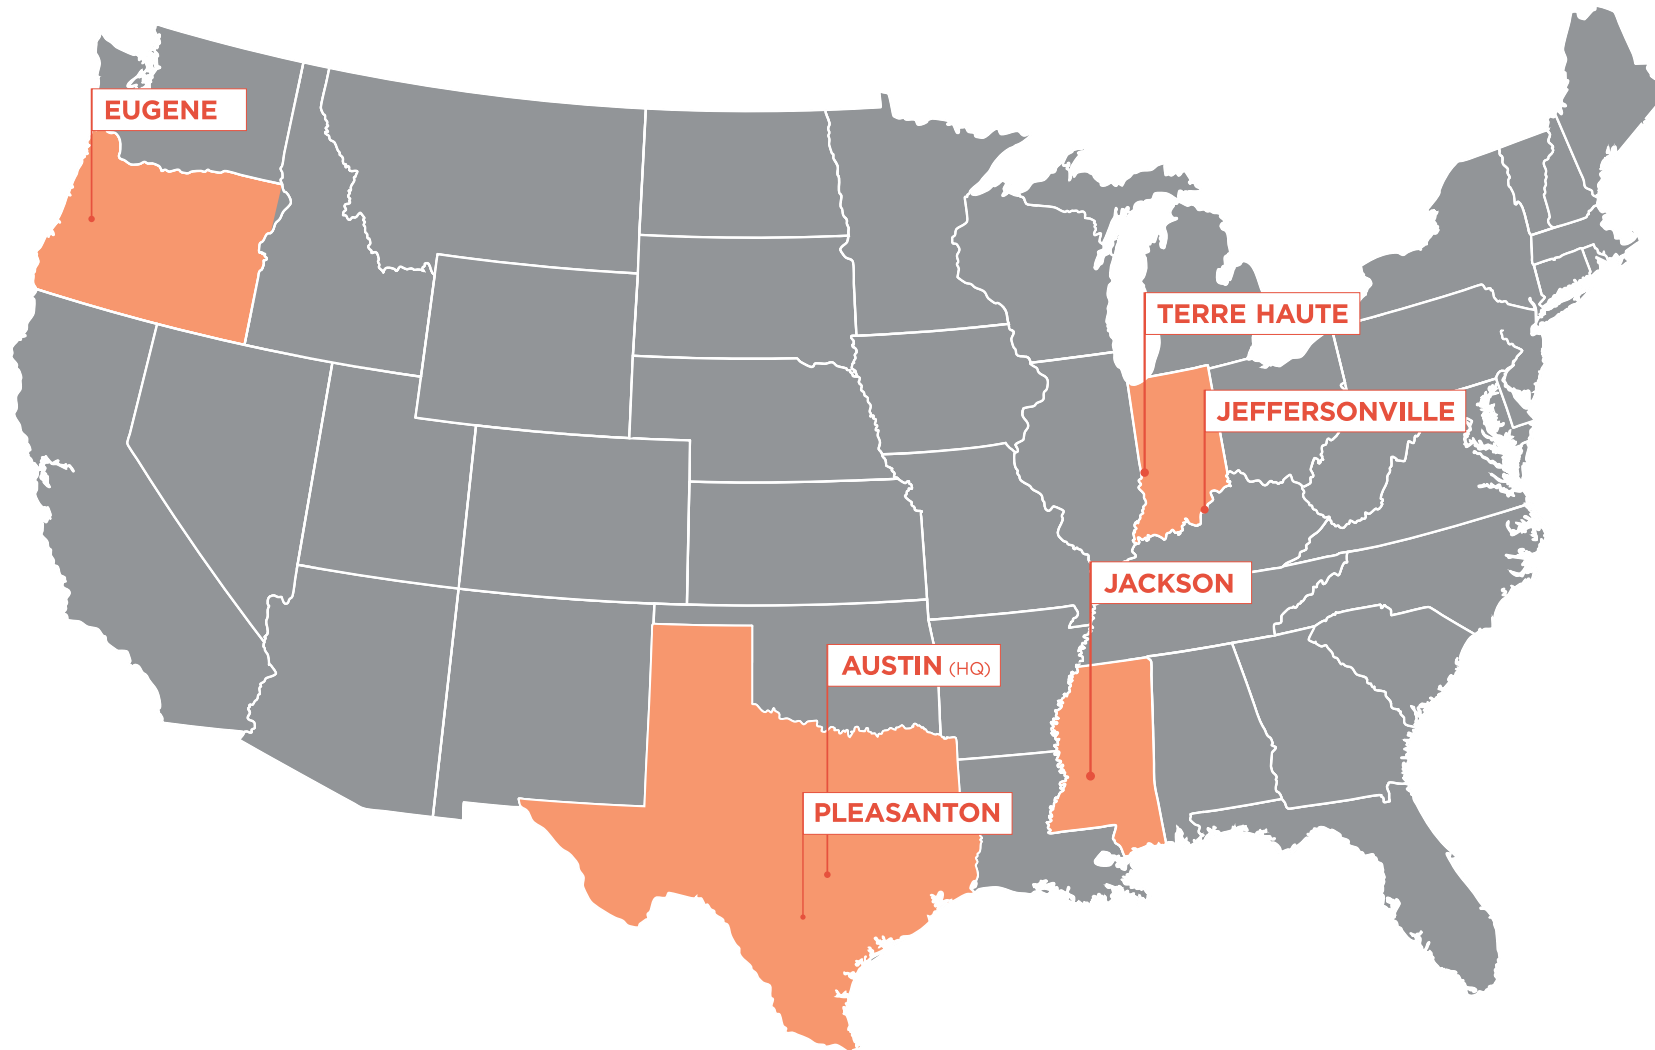 EUGENE
TERRE HAUTE
JEFFERSONVILLE
JACKSON
AUSTIN (HQ)
PLEASANTON